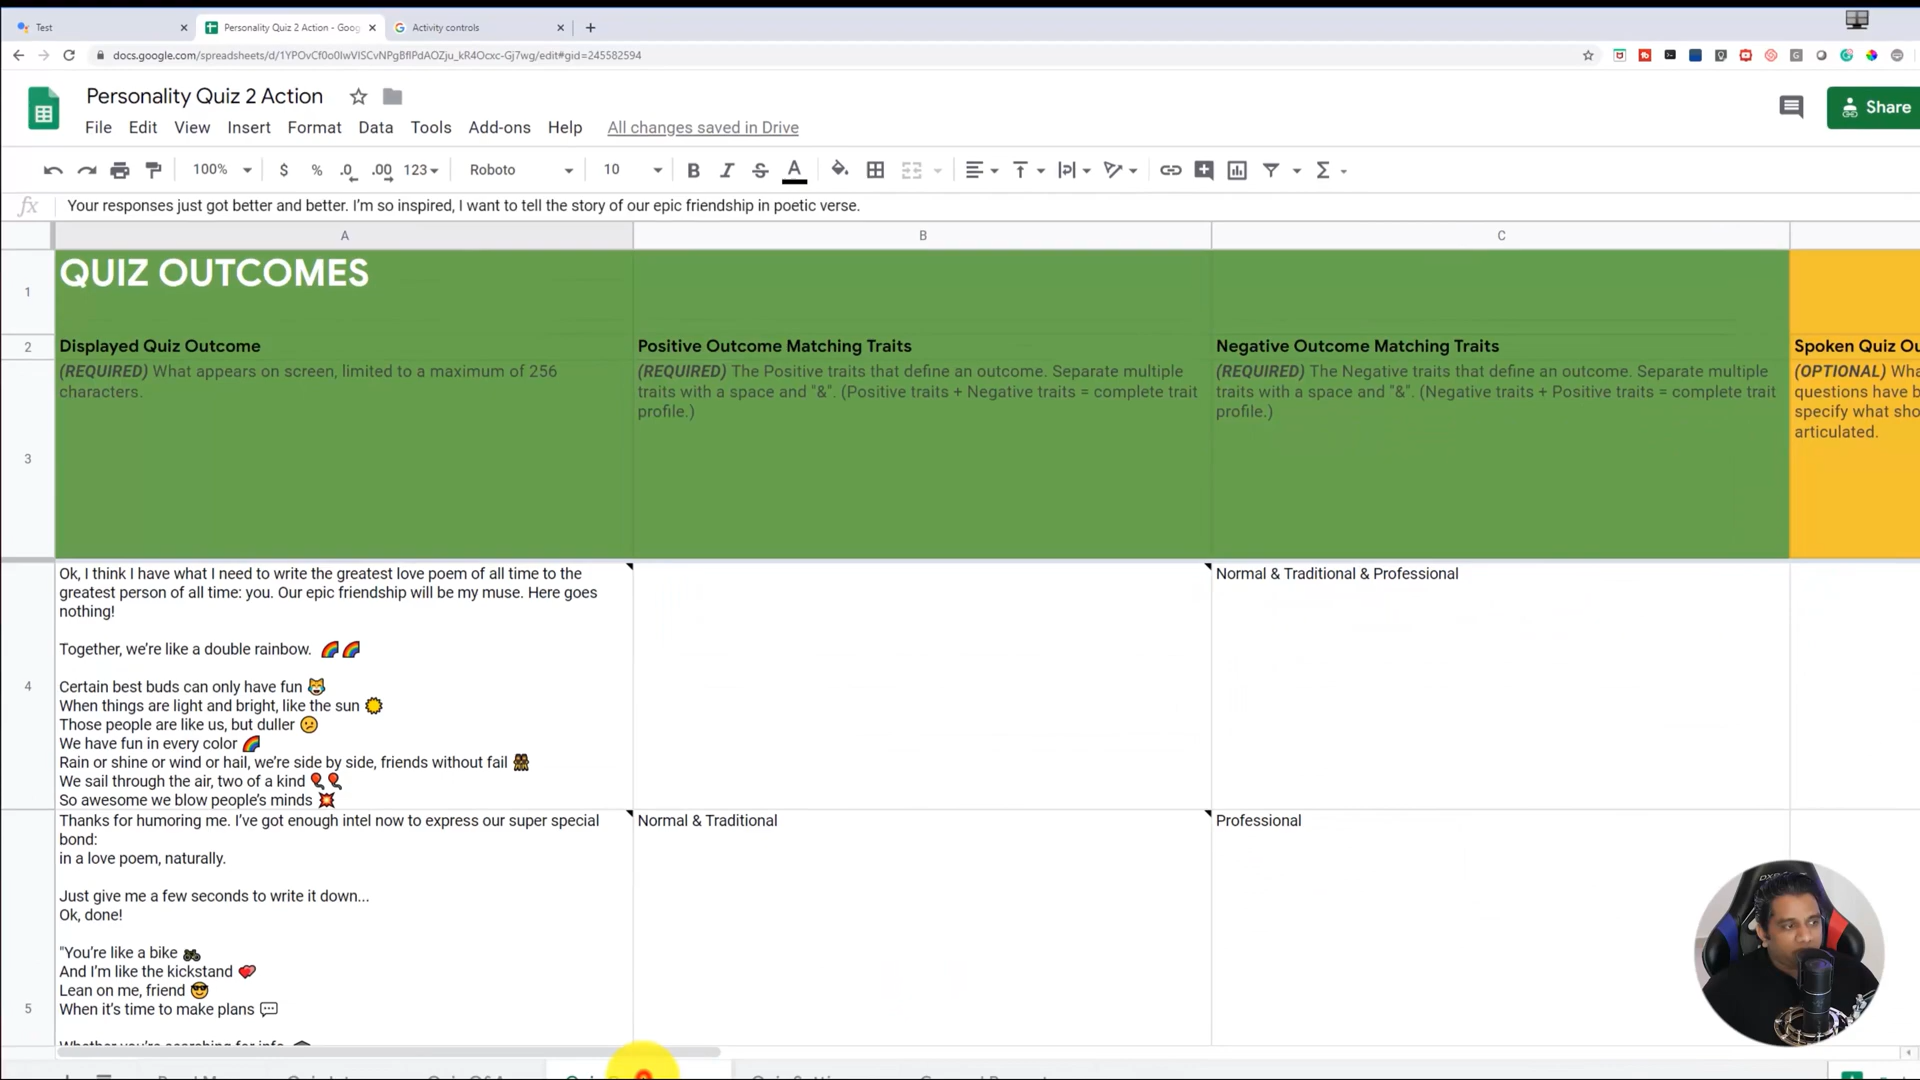 Test
Personality Quiz 2 Action - Goog
Activity controls
docs.google.com/spreadsheets/d/1YPOvCf0o0IwVISCvNPgBflPdAOZju_kR4Ocxc-Gj7wg/edit#gid=245582594
Personality Quiz 2 Action
Share
File Edit View Insert Format Data Tools Add-ons Help All changes saved in Drive
100% $ % .0 .00 123 Roboto 10 B I S A
fx Your responses just got better and better. I'm so inspired, I want to tell the story of our epic friendship in poetic verse.
A B C
1 QUIZ OUTCOMES
2 Displayed Quiz Outcome
Positive Outcome Matching Traits
Negative Outcome Matching Traits
Spoken Quiz Ou
3
(REQUIRED) What appears on screen, limited to a maximum of 256
characters.
(REQUIRED) The Positive traits that define an outcome. Separate multiple
traits with a space and "&". (Positive traits + Negative traits = complete trait
profile.)
(REQUIRED) The Negative traits that define an outcome. Separate multiple
traits with a space and "&". (Negative traits + Positive traits = complete trait
profile.)
(OPTIONAL) Wha
questions have b
specify what sho
articulated.
4
Ok, I think I have what I need to write the greatest love poem of all time to the
greatest person of all time: you. Our epic friendship will be my muse. Here goes
nothing!
Together, we're like a double rainbow. 🌈🌈
Certain best buds can only have fun 😹
When things are light and bright, like the sun
Those people are like us, but duller 😕
We have fun in every color 🌈
Rain or shine or wind or hail, we're side by side, friends without fail
We sail through the air, two of a kind 🎈🎈
So awesome we blow people's minds 💥
Normal & Traditional & Professional
5
Thanks for humoring me. I've got enough intel now to express our super special
bond:
in a love poem, naturally.
Just give me a few seconds to write it down...
Ok, done!
"You're like a bike
And I'm like the kickstand
Lean on me, friend 😎
When it's time to make plans 💬
Whether you're searching for info
Normal & Traditional
Professional